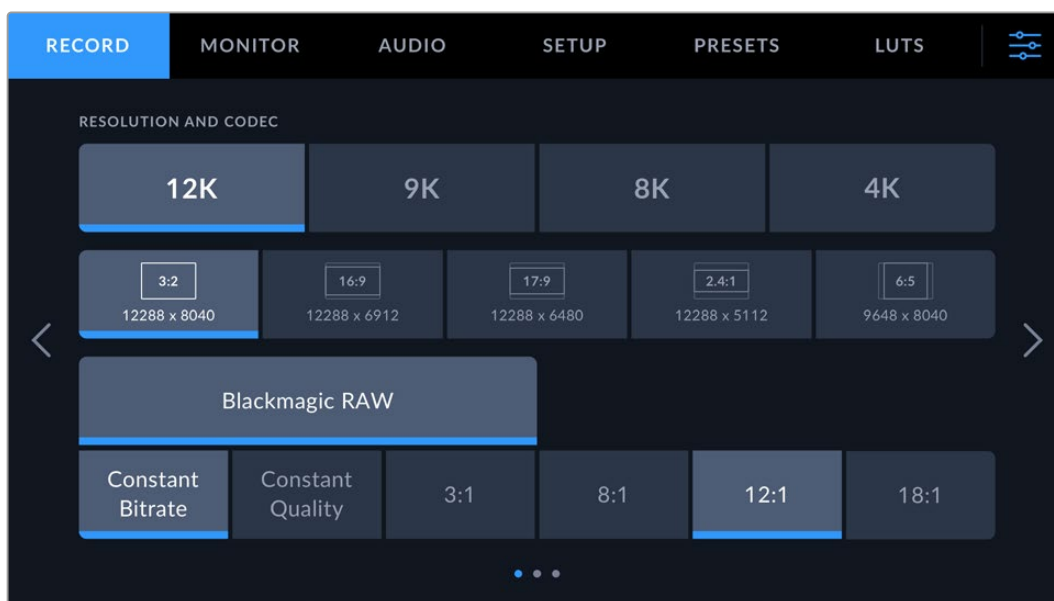 RECORD MONITOR AUDIO SETUP PRESETS LUTS
RESOLUTION AND CODEC
12K 9K 8K 4K
3:2 16:9 17:9 2.4:1 6:5
12288 x 8040 12288 x 6912 12288 x 6480 12288 x 5112 9648 x 8040
Blackmagic RAW
Constant Bitrate Constant Quality 3:1 8:1 12:1 18:1